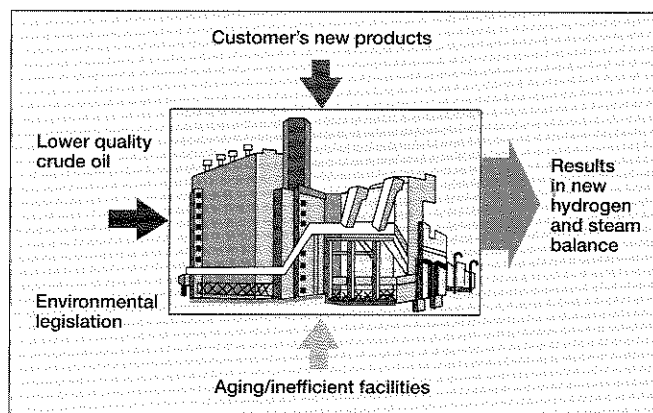 Customer's new products
Lower quality
crude oil
Results
in new
hydrogen
and steam
balance
Environmental
legislation
Aging/inefficient facilities